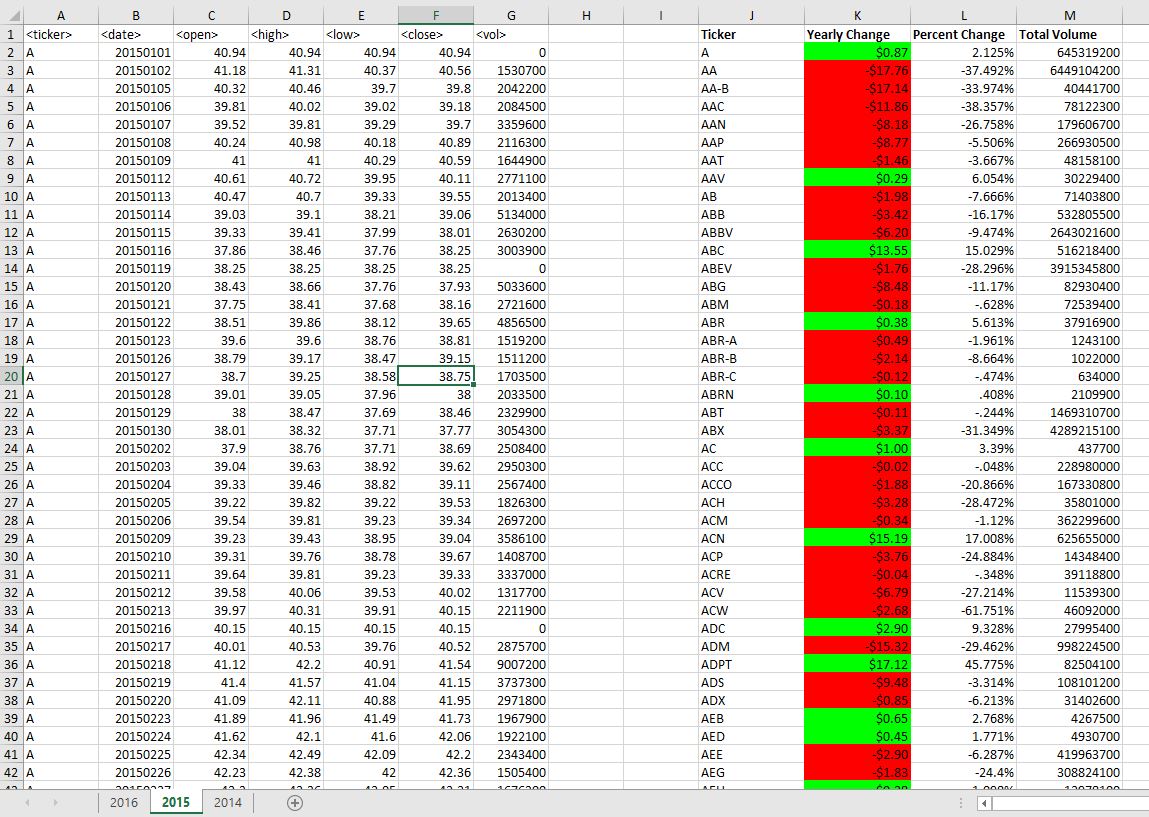 A B C D E F G H I J K L M
1 <ticker> <date> <open> <high> <low> <close> <vol> Ticker Yearly Change Percent Change Total Volume
2 A 20150101 40.94 40.94 40.94 40.94 0 A $0.87 2.125% 645319200
3 A 20150102 41.18 41.31 40.37 40.56 1530700 AA -$17.76 -37.492% 6449104200
4 A 20150105 40.32 40.46 39.7 39.8 2042200 AA-B -$17.14 -33.974% 40441700
5 A 20150106 39.81 40.02 39.02 39.18 2084500 AAC -$11.86 -38.357% 78122300
6 A 20150107 39.52 39.81 39.29 39.7 3359600 AAN -$8.18 -26.758% 179606700
7 A 20150108 40.24 40.98 40.18 40.89 2116300 AAP -$8.77 -5.506% 266930500
8 A 20150109 41 41 40.29 40.59 1644900 AAT -$1.46 -3.667% 48158100
9 A 20150112 40.61 40.72 39.95 40.11 2771100 AAV $0.29 6.054% 30229400
10 A 20150113 40.47 40.7 39.33 39.55 2013400 AB -$1.98 -7.666% 71403800
11 A 20150114 39.03 39.1 38.21 39.06 5134000 ABB -$3.42 -16.17% 532805500
12 A 20150115 39.33 39.41 37.99 38.01 2630200 ABBV -$6.20 -9.474% 2643021600
13 A 20150116 37.86 38.46 37.76 38.25 3003900 ABC $13.55 15.029% 516218400
14 A 20150119 38.25 38.25 38.25 38.25 0 ABEV -$1.76 -28.296% 3915345800
15 A 20150120 38.43 38.66 37.76 37.93 5033600 ABG -$8.48 -11.17% 82930400
16 A 20150121 37.75 38.41 37.68 38.16 2721600 ABM -$0.18 -.628% 72539400
17 A 20150122 38.51 39.86 38.12 39.65 4856500 ABR $0.38 5.613% 37916900
18 A 20150123 39.6 39.6 38.76 38.81 1519200 ABR-A -$0.49 -1.961% 1243100
19 A 20150126 38.79 39.17 38.47 39.15 1511200 ABR-B -$2.14 -8.664% 1022000
20 A 20150127 38.7 39.25 38.58 38.75 1703500 ABR-C -$0.12 -.474% 634000
21 A 20150128 39.01 39.05 37.96 38 2033500 ABRN $0.10 .408% 2109900
22 A 20150129 38 38.47 37.69 38.46 2329900 ABT -$0.11 -.244% 1469310700
23 A 20150130 38.01 38.32 37.71 37.77 3054300 ABX -$3.37 -31.349% 4289215100
24 A 20150202 37.9 38.76 37.71 38.69 2508400 AC $1.00 3.39% 437700
25 A 20150203 39.04 39.63 38.92 39.62 2950300 ACC -$0.02 -.048% 228980000
26 A 20150204 39.33 39.46 38.82 39.11 2567400 ACCO -$1.88 -20.866% 167330800
27 A 20150205 39.22 39.82 39.22 39.53 1826300 ACH -$3.28 -28.472% 35801000
28 A 20150206 39.54 39.81 39.23 39.34 2697200 ACM -$0.34 -1.12% 362299600
29 A 20150209 39.23 39.43 38.95 39.04 3586100 ACN $15.19 17.008% 625655000
30 A 20150210 39.31 39.76 38.78 39.67 1408700 ACP -$3.76 -24.884% 14348400
31 A 20150211 39.64 39.81 39.23 39.33 3337000 ACRE -$0.04 -.348% 39118800
32 A 20150212 39.58 40.06 39.53 40.02 1317700 ACV -$6.79 -27.214% 11539300
33 A 20150213 39.97 40.31 39.91 40.15 2211900 ACW -$2.68 -61.751% 46092000
34 A 20150216 40.15 40.15 40.15 40.15 0 ADC $2.90 9.328% 27995400
35 A 20150217 40.01 40.53 39.76 40.52 2875700 ADM -$15.32 -29.462% 998224500
36 A 20150218 41.12 42.2 40.91 41.54 9007200 ADPT $17.12 45.775% 82504100
37 A 20150219 41.4 41.57 41.04 41.15 3737300 ADS -$9.48 -3.314% 108101200
38 A 20150220 41.09 42.11 40.88 41.95 2971800 ADX -$0.85 -6.213% 31402600
39 A 20150223 41.89 41.96 41.49 41.73 1967900 AEB $0.65 2.768% 4267500
40 A 20150224 41.62 42.1 41.6 42.06 1922100 AED $0.45 1.771% 4930700
41 A 20150225 42.34 42.49 42.09 42.2 2343400 AEE -$2.90 -6.287% 419963700
42 A 20150226 42.23 42.38 42 42.36 1505400 AEG -$1.83 -24.4% 308824100
2016 2015 2014